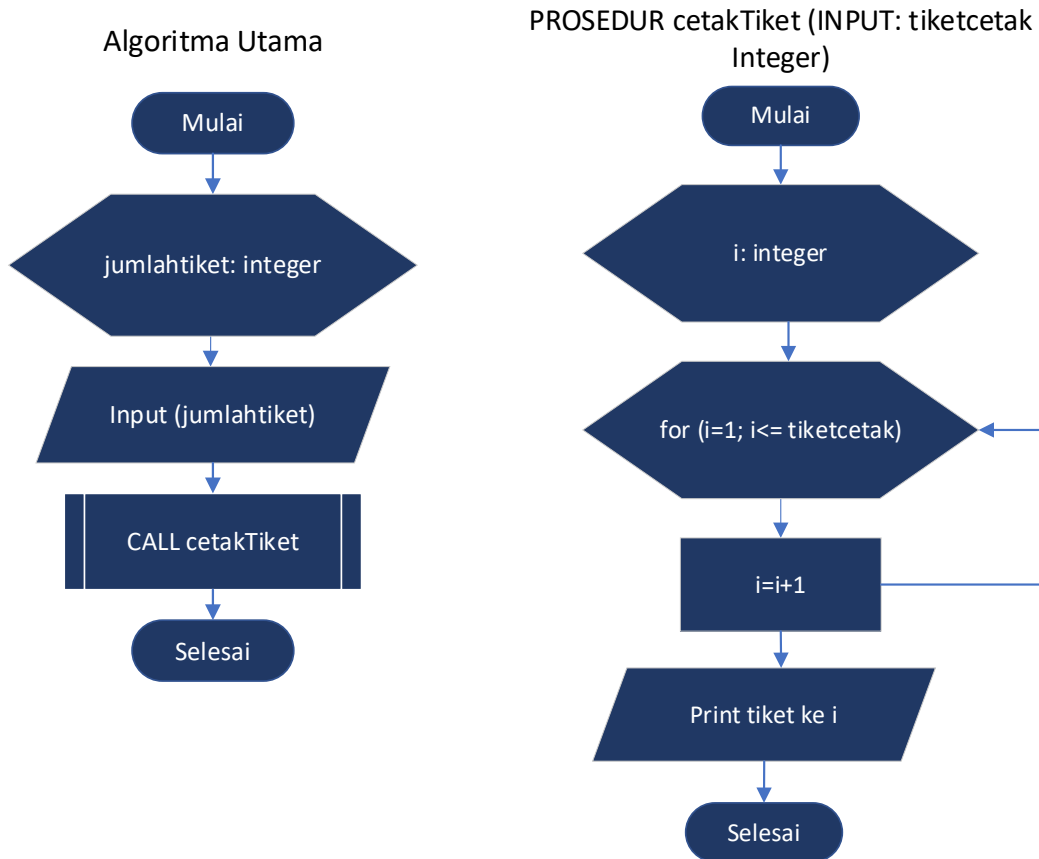 Algoritma Utama
Mulai
jumlahtiket: integer
Input (jumlahtiket)
CALL cetakTiket
Selesai
PROSEDUR cetakTiket (INPUT: tiketcetak
Integer)
Mulai
i: integer
for (i=1; i<= tiketcetak)
i=i+1
Print tiket ke i
Selesai